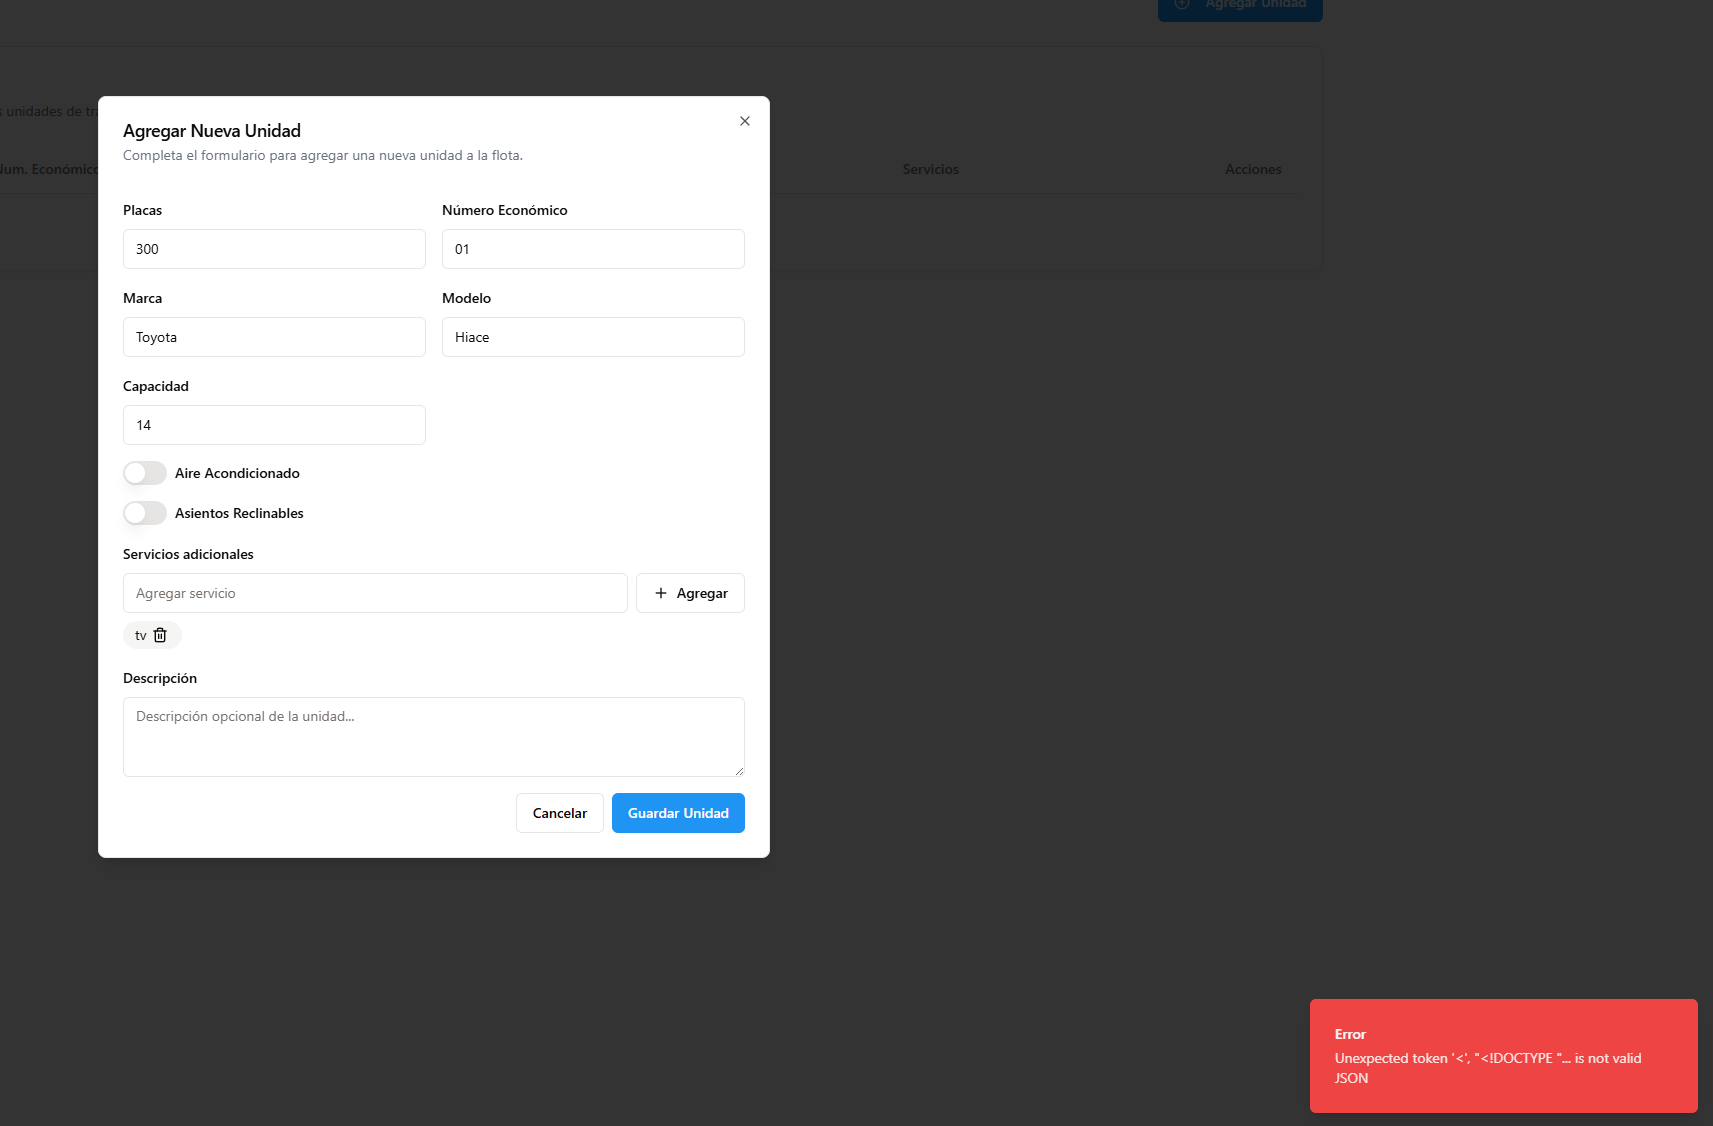 Agregar Unidad
s unidades de tra
Num. Económico
Servicios
Acciones
Agregar Nueva Unidad
Completa el formulario para agregar una nueva unidad a la flota.
Placas
Número Económico
300
01
Marca
Modelo
Toyota
Hiace
Capacidad
14
Aire Acondicionado
Asientos Reclinables
Servicios adicionales
Agregar servicio
Agregar
tv
Descripción
Descripción opcional de la unidad...
Cancelar
Guardar Unidad
Error
Unexpected token '<', "<!DOCTYPE "... is not valid
JSON